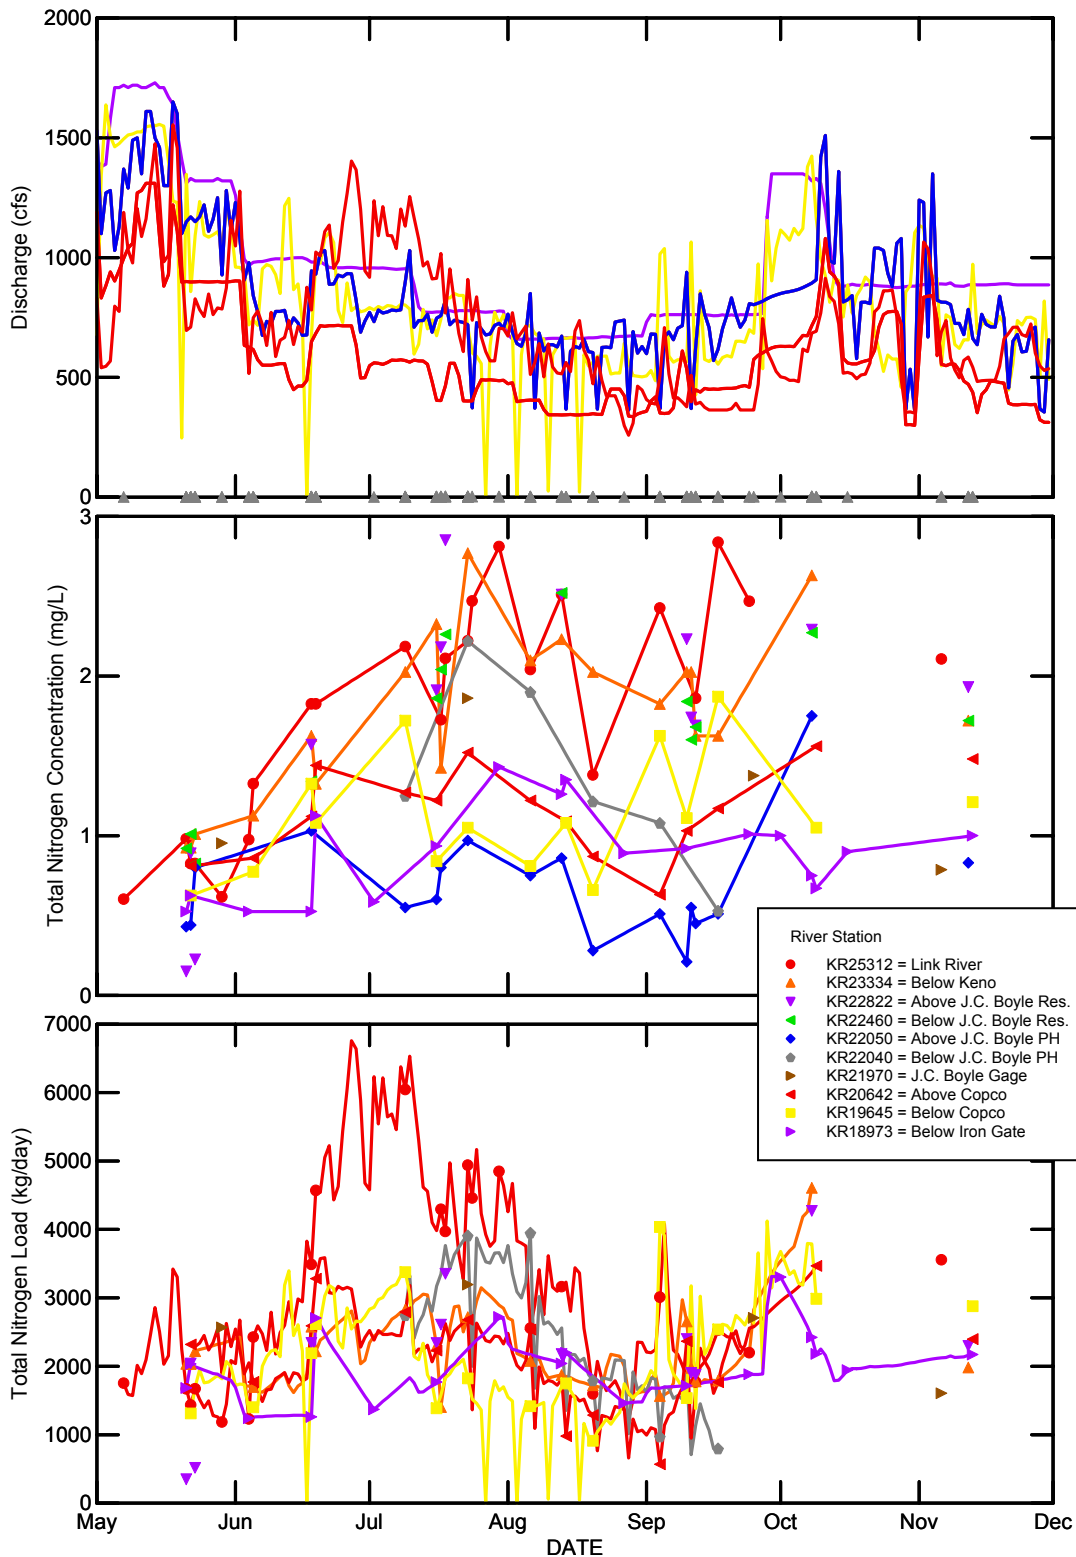 2000
1500
1000
500
0
Discharge (cfs)
3
2
1
0
Total Nitrogen Concentration (mg/L)
River Station
KR25312 = Link River
KR23334 = Below Keno
KR22822 = Above J.C. Boyle Res.
KR22460 = Below J.C. Boyle Res.
KR22050 = Above J.C. Boyle PH
KR22040 = Below J.C. Boyle PH
KR21970 = J.C. Boyle Gage
KR20642 = Above Copco
KR19645 = Below Copco
KR18973 = Below Iron Gate
7000
6000
5000
4000
3000
2000
1000
0
Total Nitrogen Load (kg/day)
May Jun Jul Aug Sep Oct Nov Dec
DATE